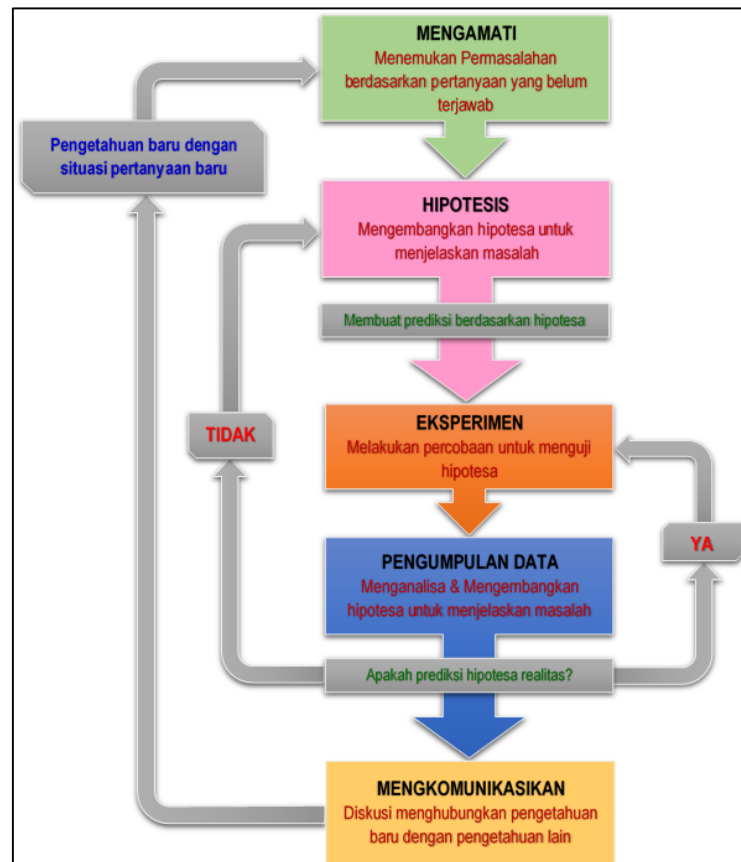 MENGAMATI
Menemukan Permasalahan
berdasarkan pertanyaan yang belum
terjawab
Pengetahuan baru dengan
situasi pertanyaan baru
HIPOTESIS
Mengembangkan hipotesa untuk
menjelaskan masalah
Membuat prediksi berdasarkan hipotesa
EKSPERIMEN
Melakukan percobaan untuk menguji
hipotesa
TIDAK
YA
PENGUMPULAN DATA
Menganalisa & Mengembangkan
hipotesa untuk menjelaskan masalah
Apakah prediksi hipotesa realitas?
MENGKOMUNIKASIKAN
Diskusi menghubungkan pengetahuan
baru dengan pengetahuan lain